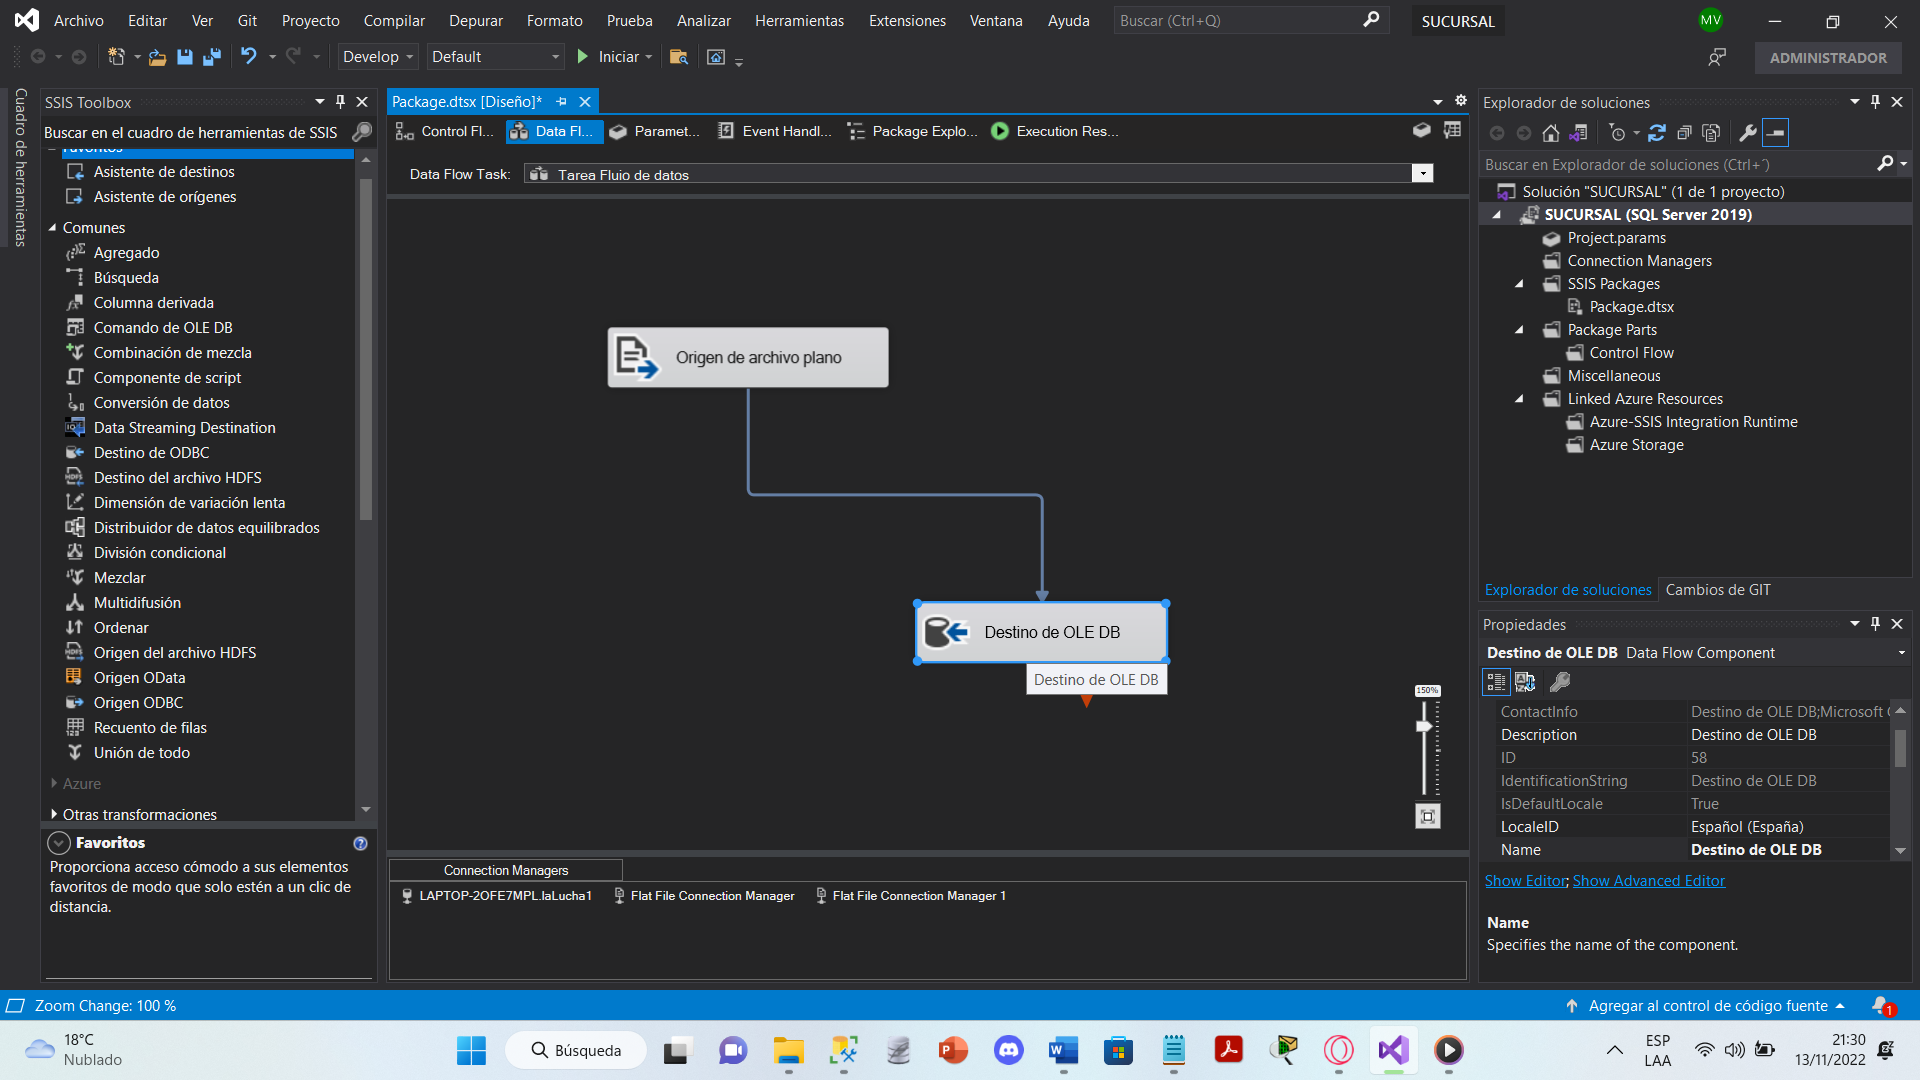 Archivo Editar Ver Git Proyecto Compilar Depurar Formato Prueba Analizar Herramientas Extensiones Ventana Ayuda Buscar (Ctrl+Q) SUCURSAL MV
Develop Default Iniciar ADMINISTRADOR
Cuadro de herramientas
SSIS Toolbox
Buscar en el cuadro de herramientas de SSIS
Favoritos
Asistente de destinos
Asistente de orígenes
Comunes
Agregado
Búsqueda
Columna derivada
Comando de OLE DB
Combinación de mezcla
Componente de script
Conversión de datos
Data Streaming Destination
Destino de ODBC
Destino del archivo HDFS
Dimensión de variación lenta
Distribuidor de datos equilibrados
División condicional
Mezclar
Multidifusión
Ordenar
Origen del archivo HDFS
Origen OData
Origen ODBC
Recuento de filas
Unión de todo
Azure
Otras transformaciones
Favoritos
Proporciona acceso cómodo a sus elementos
favoritos de modo que solo estén a un clic de
distancia.
Package.dtsx [Diseño]*
Control Fl... Data Fl... Paramet... Event Handl... Package Explo... Execution Res...
Data Flow Task: Tarea Flujo de datos
Origen de archivo plano
Destino de OLE DB
Destino de OLE DB
150%
Connection Managers
LAPTOP-2OFE7MPL.laLucha1 Flat File Connection Manager Flat File Connection Manager 1
Explorador de soluciones
Buscar en Explorador de soluciones (Ctrl+´)
Solución "SUCURSAL" (1 de 1 proyecto)
SUCURSAL (SQL Server 2019)
Project.params
Connection Managers
SSIS Packages
Package.dtsx
Package Parts
Control Flow
Miscellaneous
Linked Azure Resources
Azure-SSIS Integration Runtime
Azure Storage
Explorador de soluciones Cambios de GIT
Propiedades
Destino de OLE DB Data Flow Component
ContactInfo Destino de OLE DB;Microsoft
Description Destino de OLE DB
ID 58
IdentificationString Destino de OLE DB
IsDefaultLocale True
LocaleID Español (España)
Name Destino de OLE DB
Show Editor; Show Advanced Editor
Name
Specifies the name of the component.
Zoom Change: 100 % Agregar al control de código fuente 1
18°C
Nublado
Búsqueda
ESP
LAA
21:30
13/11/2022